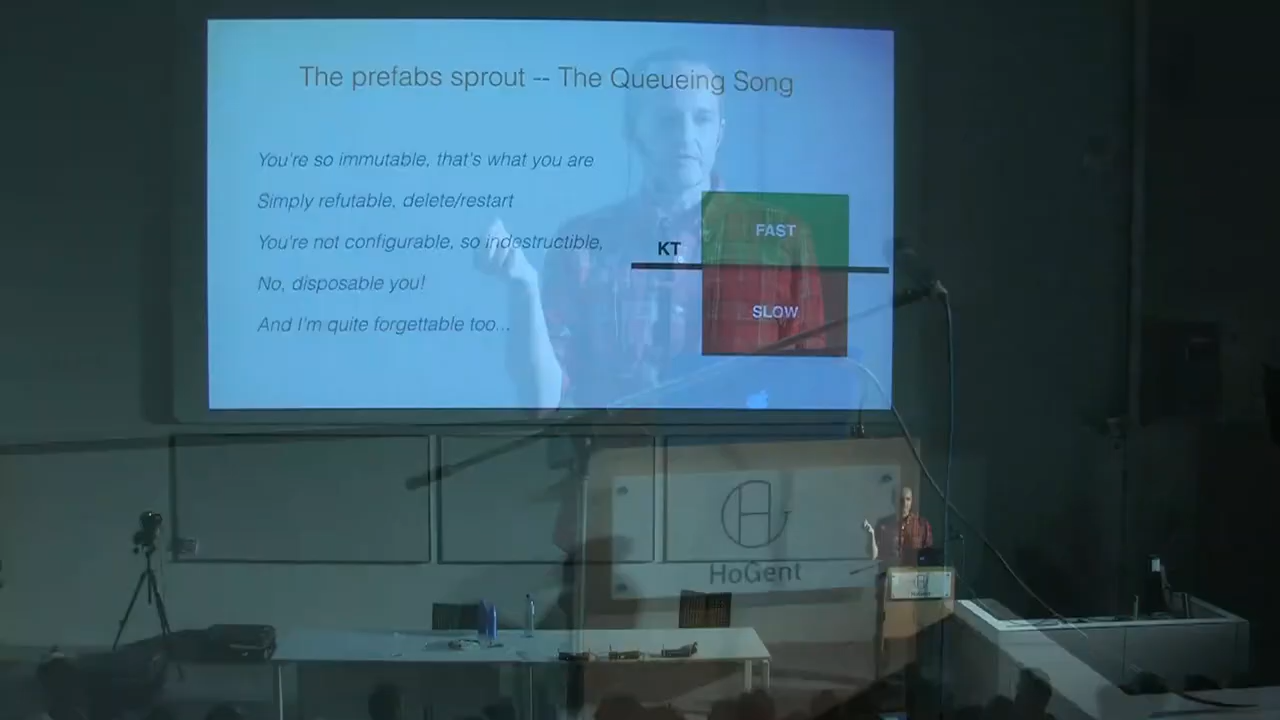 The prefabs sprout -- The Queueing Song
You're so immutable, that's what you are
Simply refutable, delete/restart
You're not configurable, so indestructible,
No, disposable you!
And I'm quite forgettable too...
KT
FAST
SLOW
HoGent